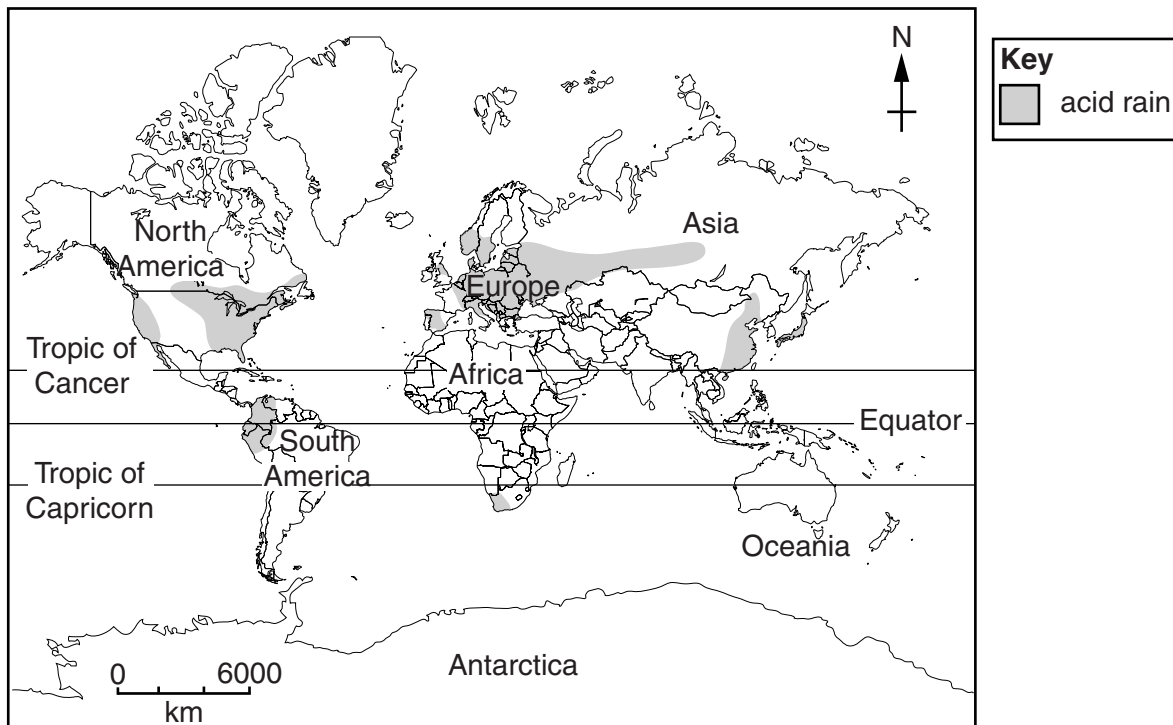 N
Key
acid rain
North
America
Asia
Europe
Tropic of
Cancer
Africa
Equator
South
America
Tropic of
Capricorn
Oceania
Antarctica
0 6000
km